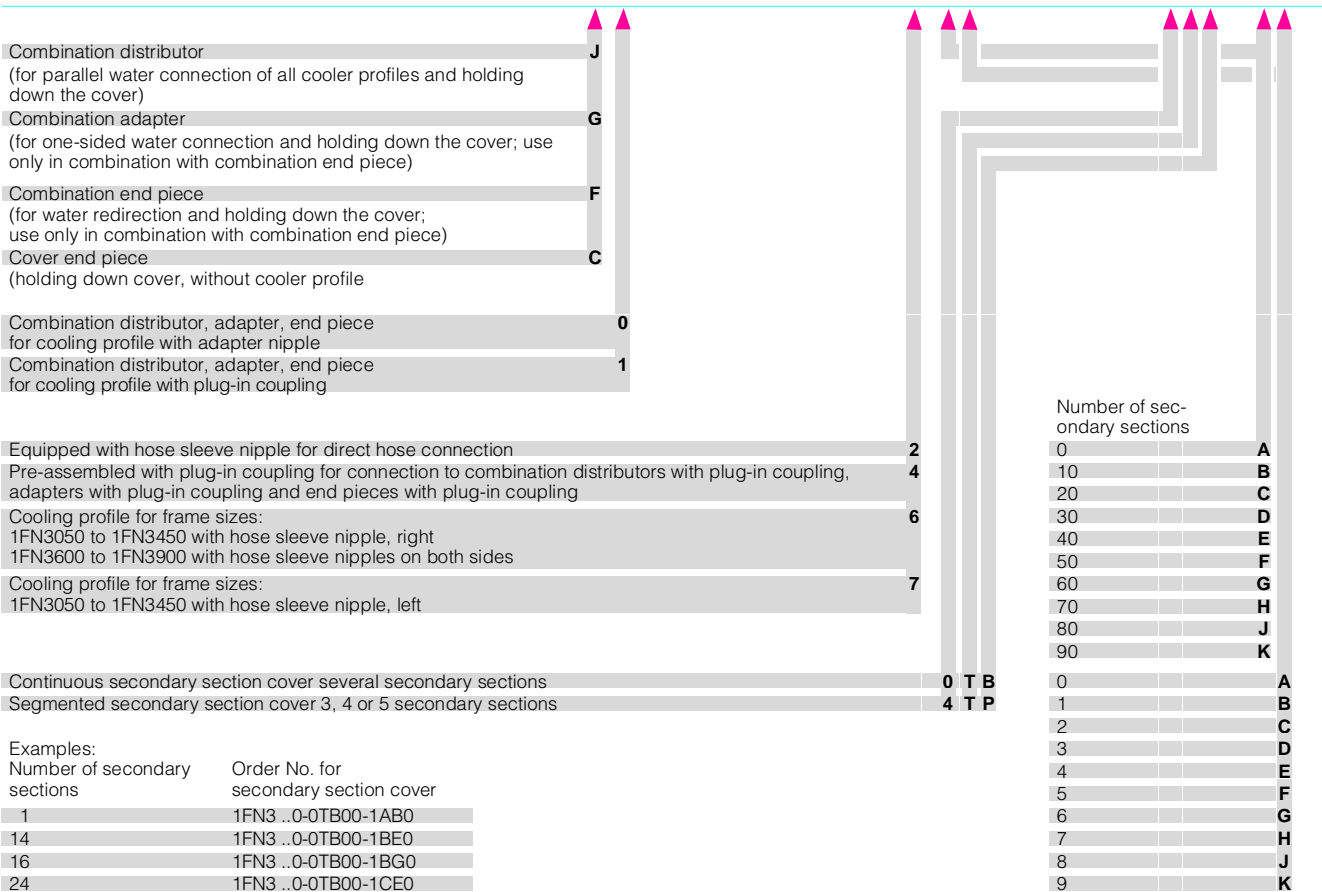 Combination distributor J
(for parallel water connection of all cooler profiles and holding
down the cover)
Combination adapter G
(for one-sided water connection and holding down the cover; use
only in combination with combination end piece)
Combination end piece F
(for water redirection and holding down the cover;
use only in combination with combination end piece)
Cover end piece C
(holding down cover, without cooler profile
Combination distributor, adapter, end piece 0
for cooling profile with adapter nipple
Combination distributor, adapter, end piece 1
for cooling profile with plug-in coupling
Equipped with hose sleeve nipple for direct hose connection 2
Pre-assembled with plug-in coupling for connection to combination distributors with plug-in coupling, 4
adapters with plug-in coupling and end pieces with plug-in coupling
Cooling profile for frame sizes: 6
1FN3050 to 1FN3450 with hose sleeve nipple, right
1FN3600 to 1FN3900 with hose sleeve nipples on both sides
Cooling profile for frame sizes: 7
1FN3050 to 1FN3450 with hose sleeve nipple, left
Continuous secondary section cover several secondary sections 0 T B
Segmented secondary section cover 3, 4 or 5 secondary sections 4 T P
Examples:
Number of secondary Order No. for
sections secondary section cover
1 1FN3 ..0-0TB00-1AB0
14 1FN3 ..0-0TB00-1BE0
16 1FN3 ..0-0TB00-1BG0
24 1FN3 ..0-0TB00-1CE0
Number of sec-
ondary sections
0 A
10 B
20 C
30 D
40 E
50 F
60 G
70 H
80 J
90 K
0 A
1 B
2 C
3 D
4 E
5 F
6 G
7 H
8 J
9 K